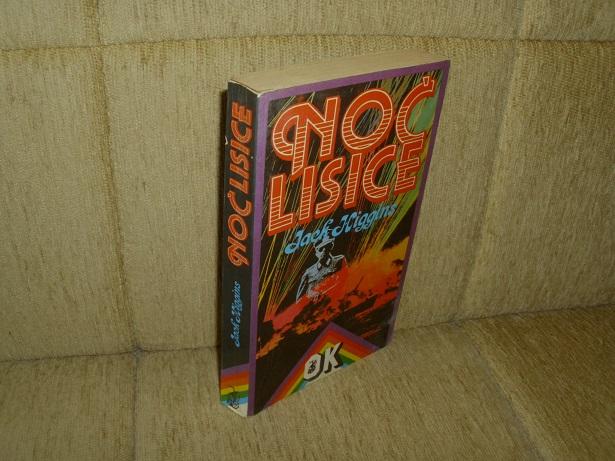 NOĆ LISICE
Jack Higgins
NOĆ
LISICE
Jack Higgins
OK